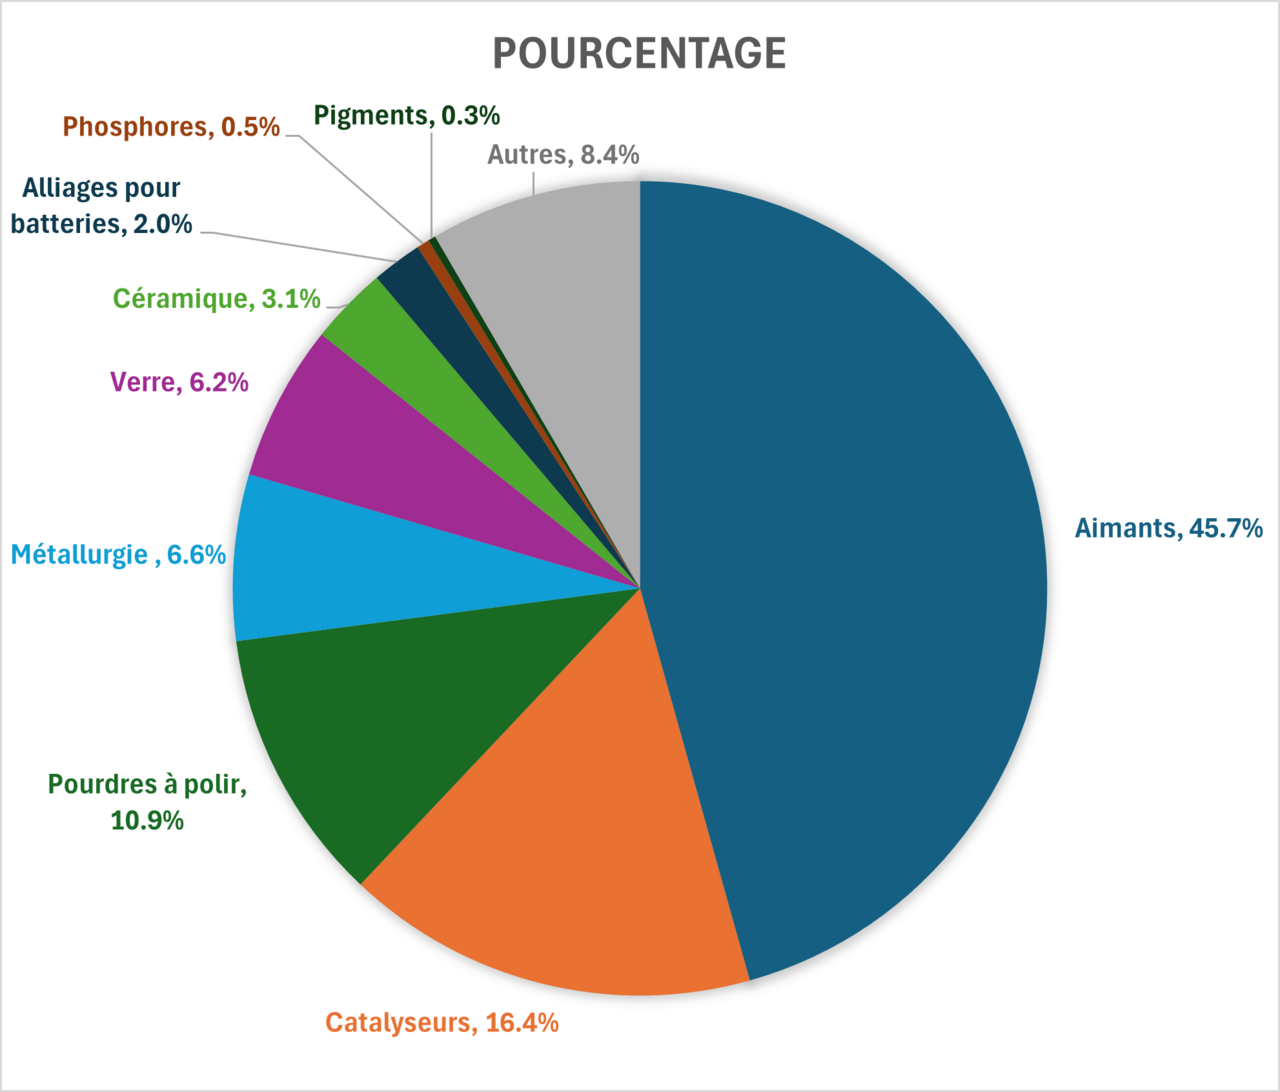 POURCENTAGE
Pigments, 0.3%
Phosphores, 0.5%
Autres, 8.4%
Alliages pour
batteries, 2.0%
Céramique, 3.1%
Verre, 6.2%
Aimants, 45.7%
Métallurgie , 6.6%
Pourdres à polir,
10.9%
Catalyseurs, 16.4%